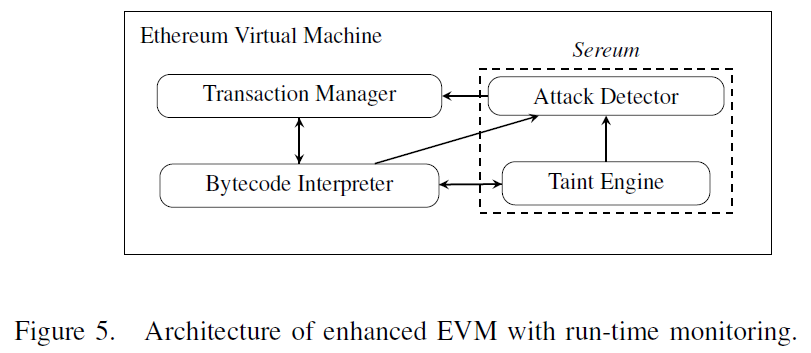 Ethereum Virtual Machine
Sereum
Transaction Manager
Attack Detector
Bytecode Interpreter
Taint Engine
Figure 5. Architecture of enhanced EVM with run-time monitoring.